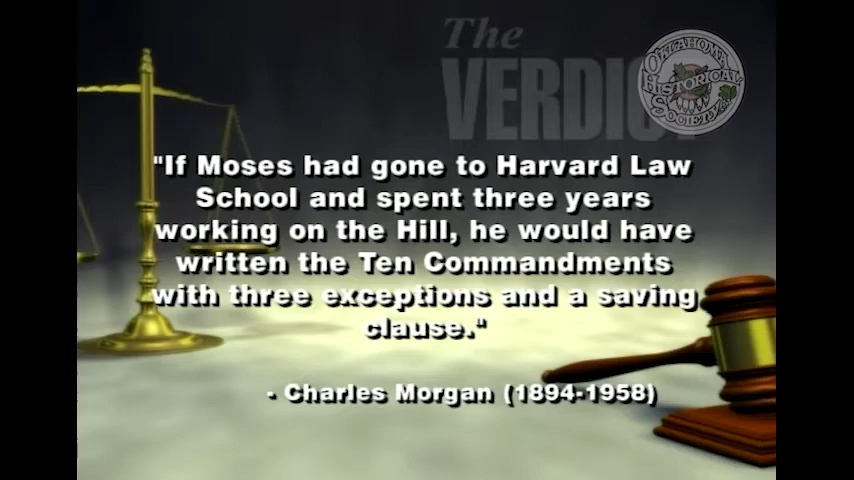 The
VERDICT
OKLAHOMA
HISTORICAL
SOCIETY
"If Moses had gone to Harvard Law
School and spent three years
working on the Hill, he would have
written the Ten Commandments
with three exceptions and a saving
clause."
- Charles Morgan (1894-1958)